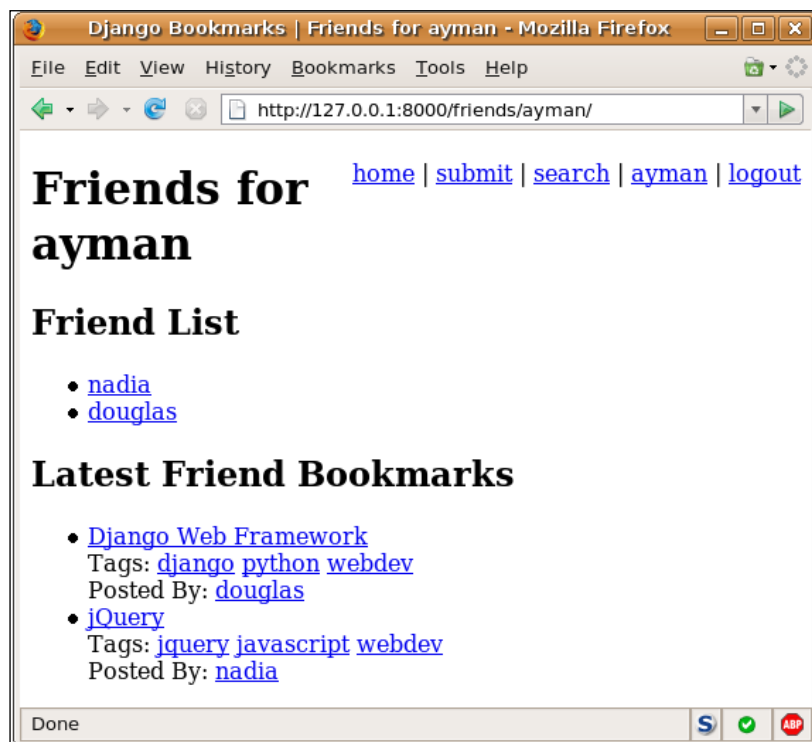 Django Bookmarks | Friends for ayman - Mozilla Firefox
File Edit View History Bookmarks Tools Help
http://127.0.0.1:8000/friends/ayman/
home | submit | search | ayman | logout
Friends for
ayman
Friend List
nadia
douglas
Latest Friend Bookmarks
Django Web Framework
Tags: django python webdev
Posted By: douglas
jQuery
Tags: jquery javascript webdev
Posted By: nadia
Done
S
ABP